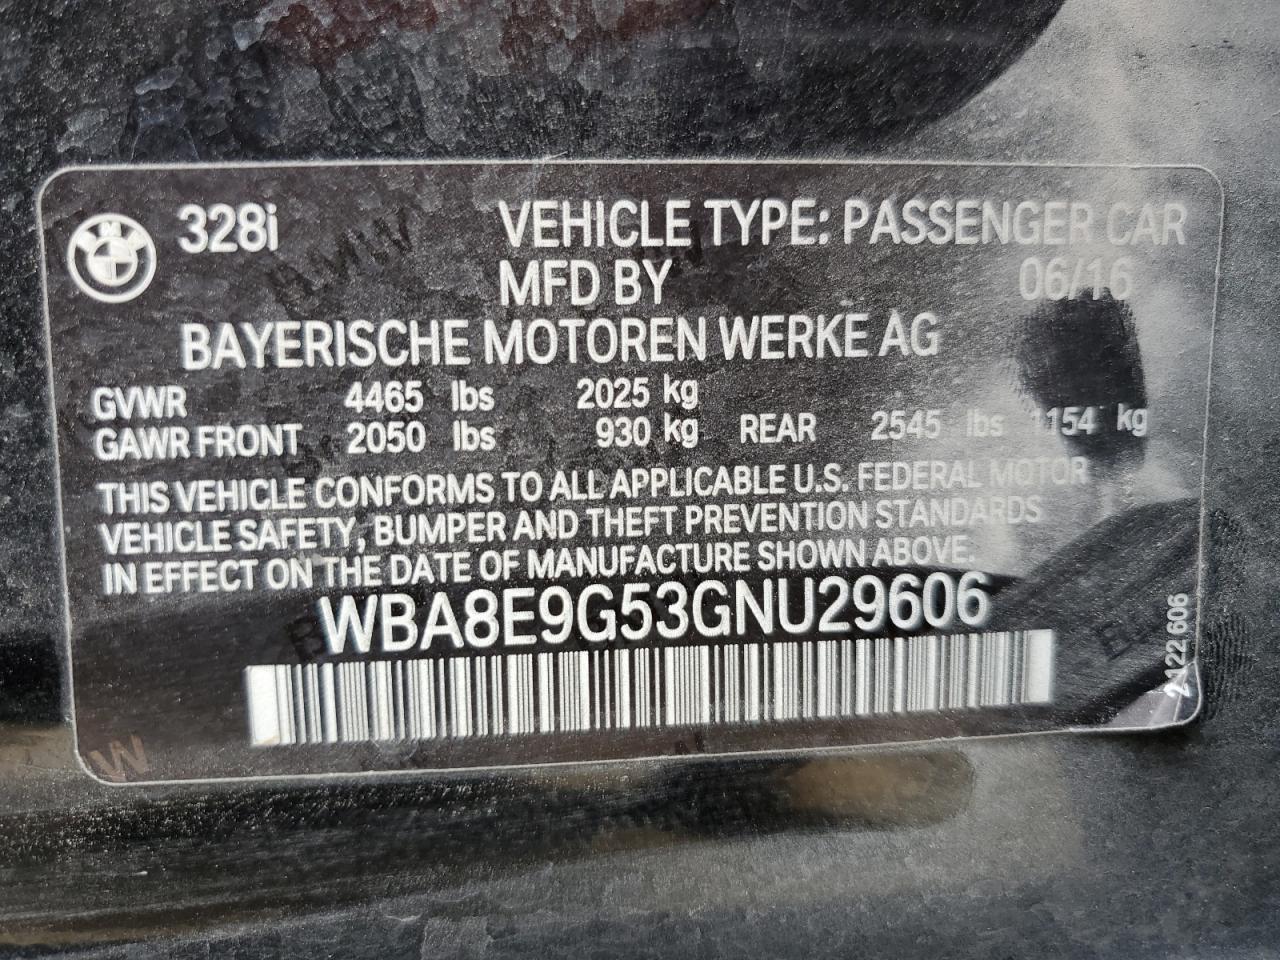 328i VEHICLE TYPE: PASSENGER CAR
MFD BY 06/16
BAYERISCHE MOTOREN WERKE AG
GVWR 4465 lbs 2025 kg
GAWR FRONT 2050 lbs 930 kg REAR 2545 lbs 1154 kg
THIS VEHICLE CONFORMS TO ALL APPLICABLE U.S. FEDERAL MOTOR
VEHICLE SAFETY, BUMPER AND THEFT PREVENTION STANDARDS
IN EFFECT ON THE DATE OF MANUFACTURE SHOWN ABOVE.
WBA8E9G53GNU29606
2122 606